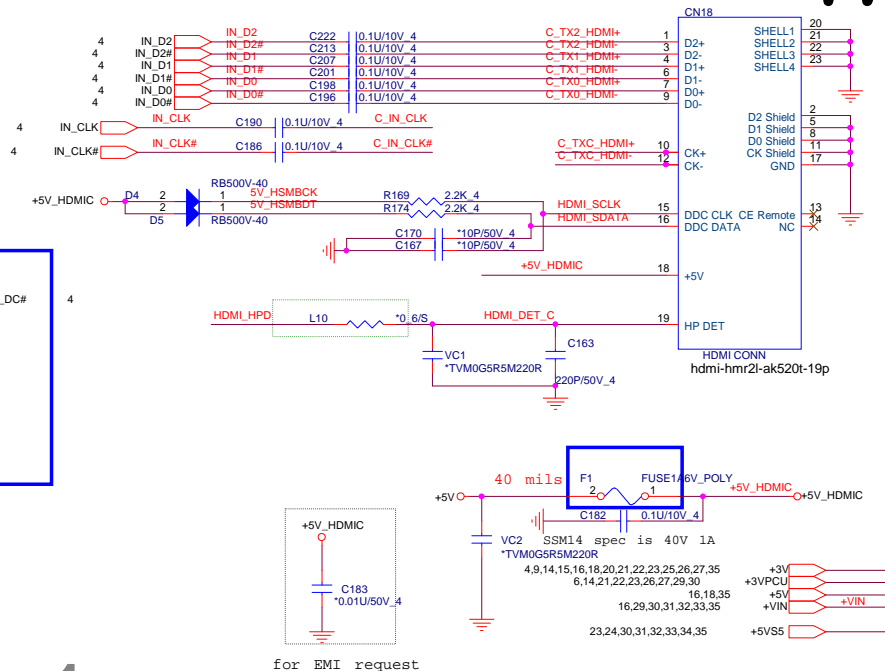 CN18
IN_D2 C222 0.1U/10V_4 C_TX2_HDMI+ 1 D2+ SHELL1 20
4 IN_D2 IN_D2# C213 0.1U/10V_4 C_TX2_HDMI- 3 D2- SHELL2 21
4 IN_D2# IN_D1 C207 0.1U/10V_4 C_TX1_HDMI+ 4 D1+ SHELL3 22
4 IN_D1 IN_D1# C201 0.1U/10V_4 C_TX1_HDMI- 6 D1- SHELL4 23
4 IN_D1# IN_D0 C198 0.1U/10V_4 C_TX0_HDMI+ 7 D0+
4 IN_D0 IN_D0# C196 0.1U/10V_4 C_TX0_HDMI- 9 D0-
4 IN_D0#
D2 Shield 2
D1 Shield 5
D0 Shield 8
CK Shield 11
GND 17
4 IN_CLK IN_CLK C190 0.1U/10V_4 C_IN_CLK
4 IN_CLK# IN_CLK# C186 0.1U/10V_4 C_IN_CLK#
C_TXC_HDMI+ 10 CK+
C_TXC_HDMI- 12 CK-
RB500V-40
+5V_HDMIC D4 2 1 5V_HSMBCK R169 2.2K_4
D5 2 1 5V_HSMBDT R174 2.2K_4
RB500V-40
HDMI_SCLK 15 DDC CLK CE Remote 13
HDMI_SDATA 16 DDC DATA NC 14
C170 *10P/50V_4
C167 *10P/50V_4
+5V_HDMIC 18 +5V
_DC# 4
HDMI_HPD L10 *0_6/S HDMI_DET_C 19 HP DET
VC1
*TVM0G5R5M220R
C163
220P/50V_4
HDMI CONN
hdmi-hmr2l-ak520t-19p
40 mils F1 FUSE1A6V_POLY
+5V 2 1 +5V_HDMIC +5V_HDMIC
C182 0.1U/10V_4
SSM14 spec is 40V 1A
VC2
*TVM0G5R5M220R
+5V_HDMIC
C183
*0.01U/50V_4
for EMI request
4,9,14,15,16,18,20,21,22,23,25,26,27,35 +3V
6,14,21,22,23,26,27,29,30 +3VPCU
16,18,35 +5V
16,29,30,31,32,33,35 +VIN +VIN
23,24,30,31,32,33,34,35 +5VS5